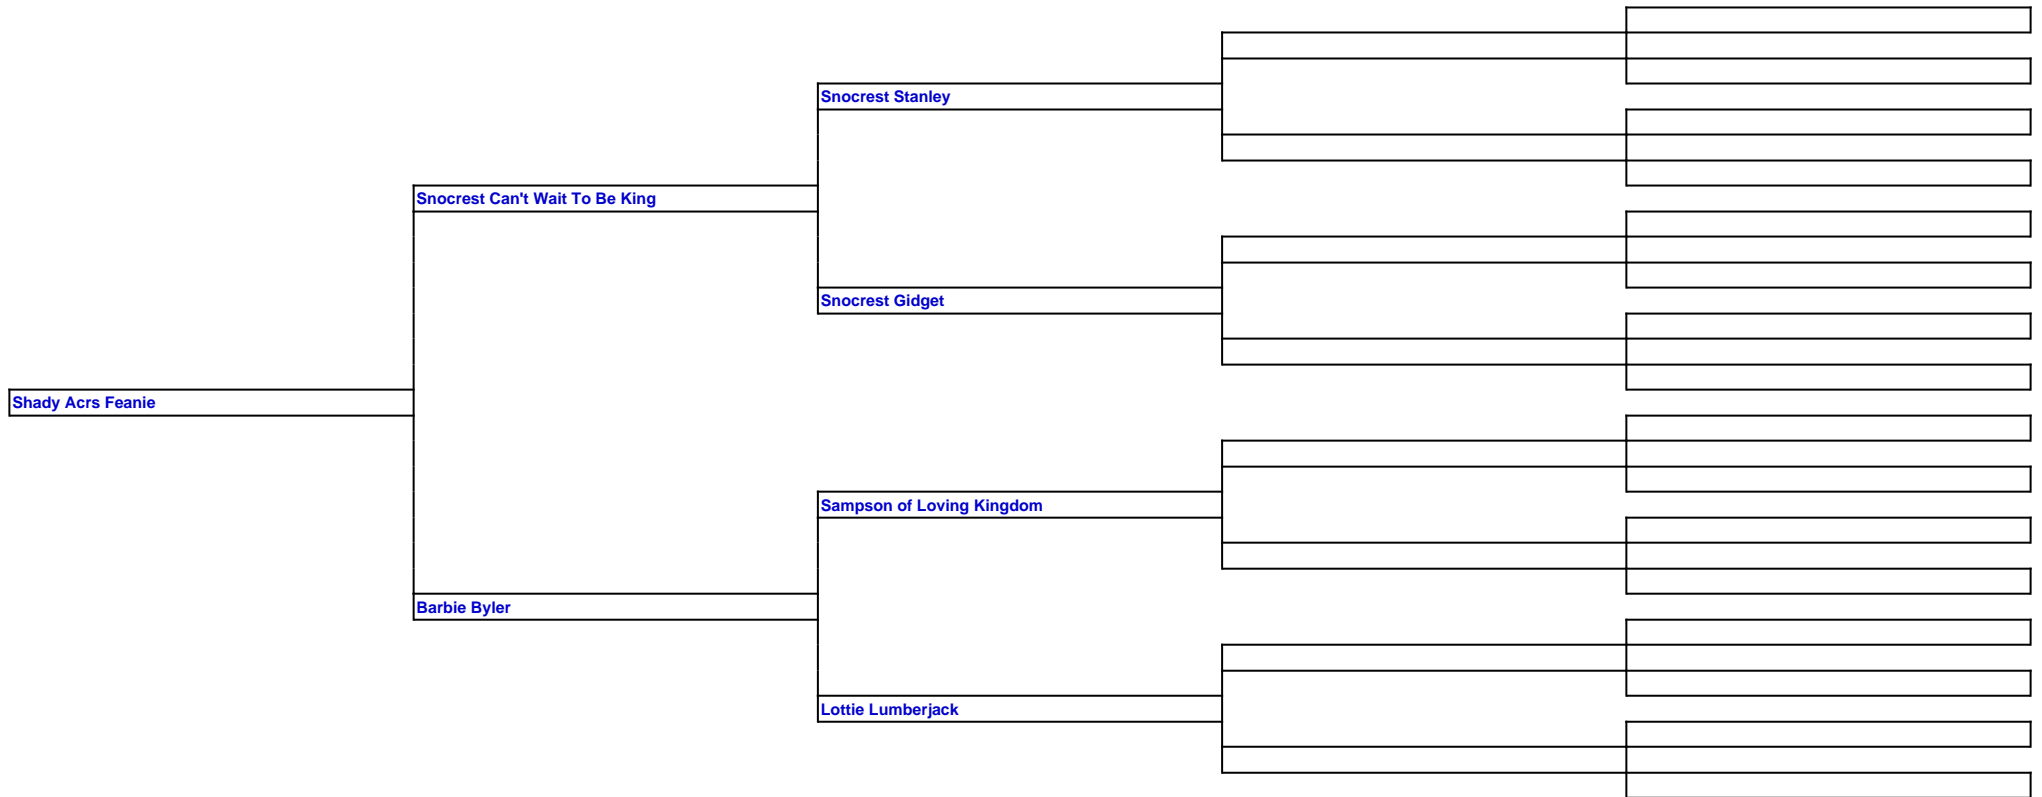 Snocrest Stanley
Snocrest Can't Wait To Be King
Snocrest Gidget
Shady Acrs Feanie
Sampson of Loving Kingdom
Barbie Byler
Lottie Lumberjack